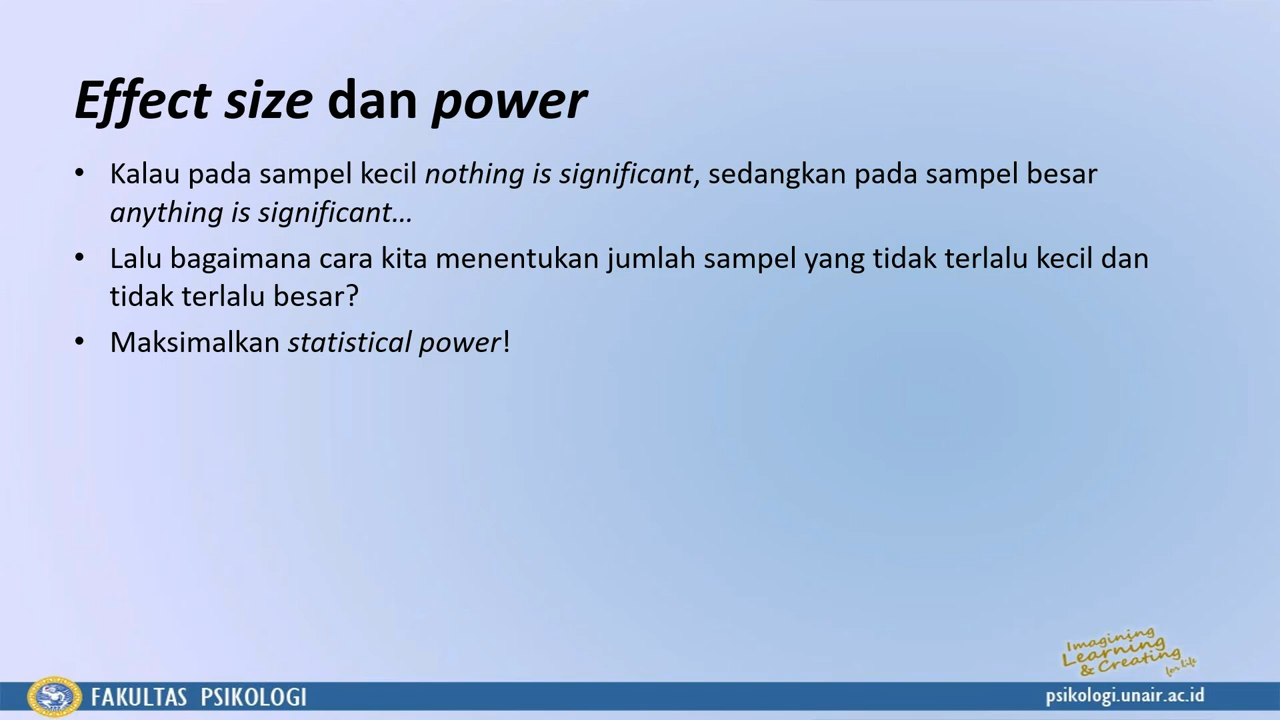 Effect size dan power
• Kalau pada sampel kecil nothing is significant, sedangkan pada sampel besar
anything is significant...
• Lalu bagaimana cara kita menentukan jumlah sampel yang tidak terlalu kecil dan
tidak terlalu besar?
• Maksimalkan statistical power!
Imagining
Learning
& Creating
for life
FAKULTAS PSIKOLOGI
psikologi.unair.ac.id